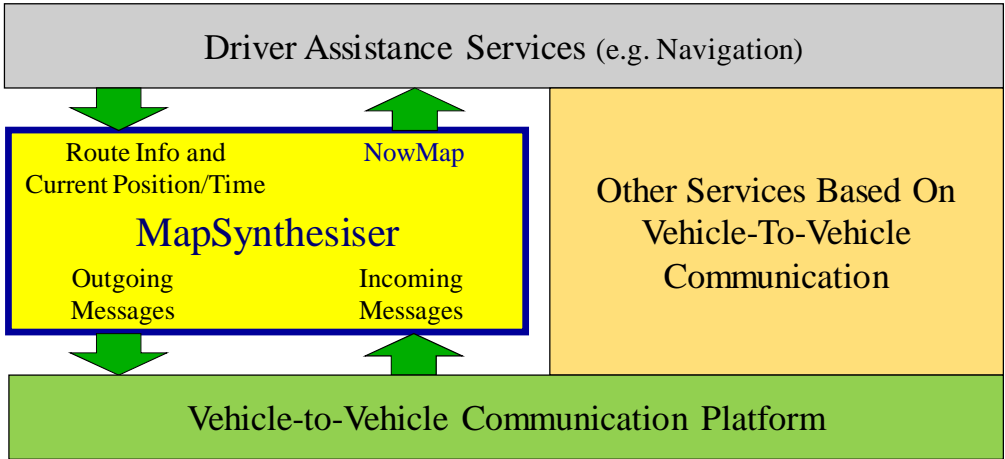 Driver Assistance Services (e.g. Navigation)
Route Info and
Current Position/Time
NowMap
MapSynthesiser
Outgoing
Messages
Incoming
Messages
Other Services Based On
Vehicle-To-Vehicle
Communication
Vehicle-to-Vehicle Communication Platform